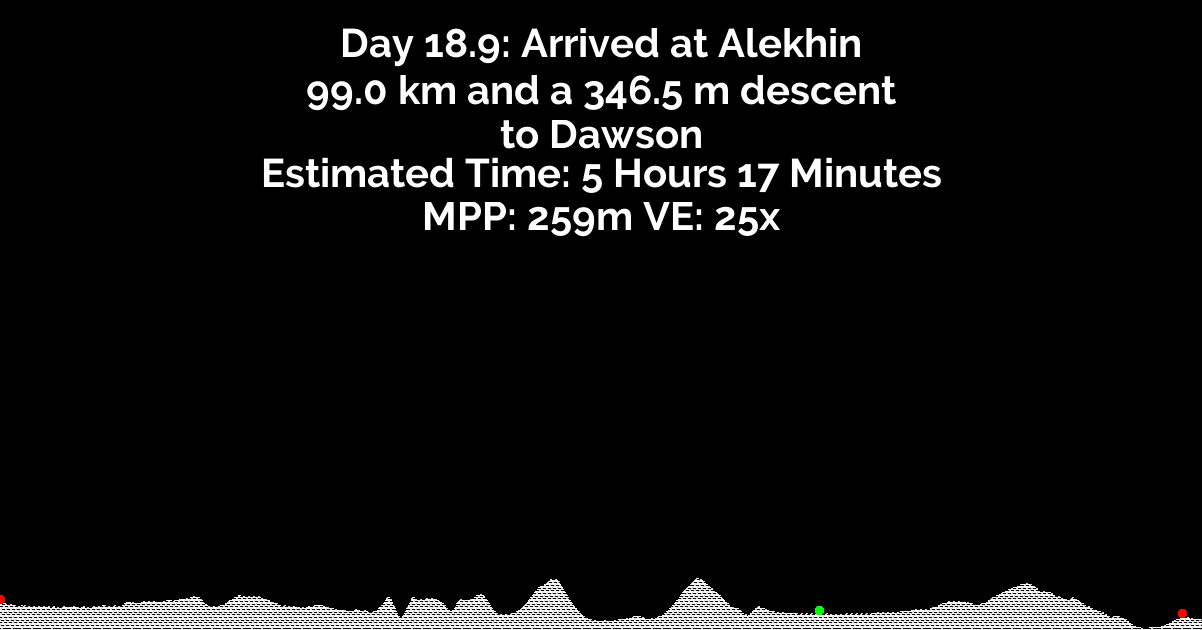 Day 18.9: Arrived at Alekhin
99.0 km and a 346.5 m descent
to Dawson
Estimated Time: 5 Hours 17 Minutes
MPP: 259m VE: 25x